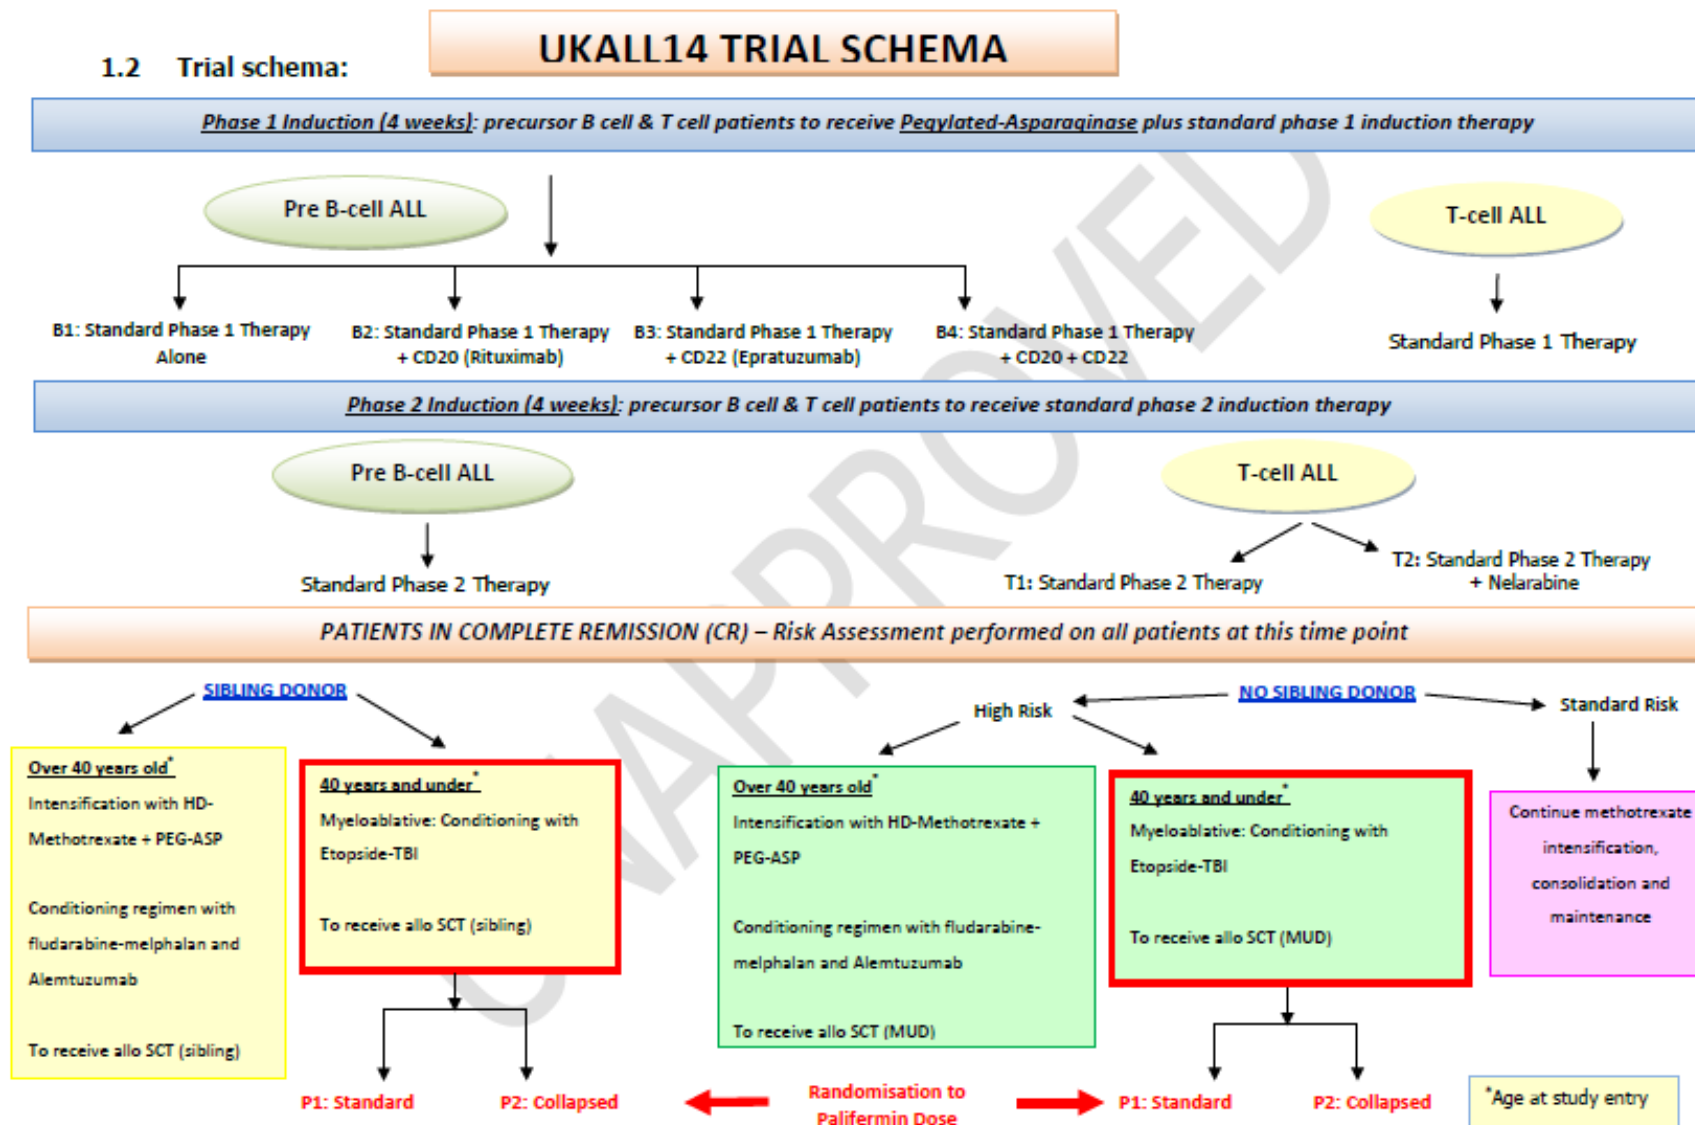 UKALL14 TRIAL SCHEMA
1.2 Trial schema:
Phase 1 Induction (4 weeks): precursor B cell & T cell patients to receive Pegylated-Asparaginase plus standard phase 1 induction therapy
Pre B-cell ALL
T-cell ALL
B1: Standard Phase 1 Therapy
Alone
B2: Standard Phase 1 Therapy
+ CD20 (Rituximab)
B3: Standard Phase 1 Therapy
+ CD22 (Epratuzumab)
B4: Standard Phase 1 Therapy
+ CD20 + CD22
Standard Phase 1 Therapy
Phase 2 Induction (4 weeks): precursor B cell & T cell patients to receive standard phase 2 induction therapy
Pre B-cell ALL
T-cell ALL
Standard Phase 2 Therapy
T1: Standard Phase 2 Therapy
T2: Standard Phase 2 Therapy
+ Nelarabine
PATIENTS IN COMPLETE REMISSION (CR) – Risk Assessment performed on all patients at this time point
SIBLING DONOR
NO SIBLING DONOR
High Risk
Standard Risk
Over 40 years old*
Intensification with HD-
Methotrexate + PEG-ASP
Conditioning regimen with
fludarabine-melphalan and
Alemtuzumab
To receive allo SCT (sibling)
40 years and under*
Myeloablative: Conditioning with
Etopside-TBI
To receive allo SCT (sibling)
Over 40 years old*
Intensification with HD-Methotrexate +
PEG-ASP
Conditioning regimen with fludarabine-
melphalan and Alemtuzumab
To receive allo SCT (MUD)
40 years and under*
Myeloablative: Conditioning with
Etopside-TBI
To receive allo SCT (MUD)
Continue methotrexate
intensification,
consolidation and
maintenance
P1: Standard
P2: Collapsed
Randomisation to
Palifermin Dose
P1: Standard
P2: Collapsed
*Age at study entry
UNAPPROVED